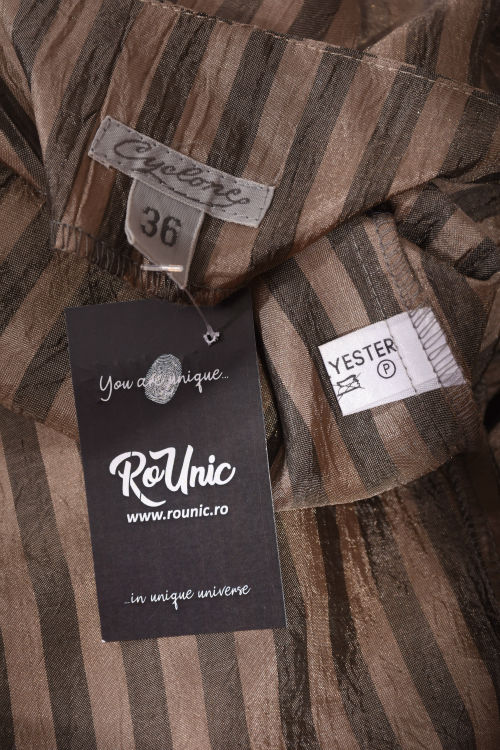 Cyclone
36
You are unique...
RoUnic
www.rounic.ro
...in unique universe
YESTER
P